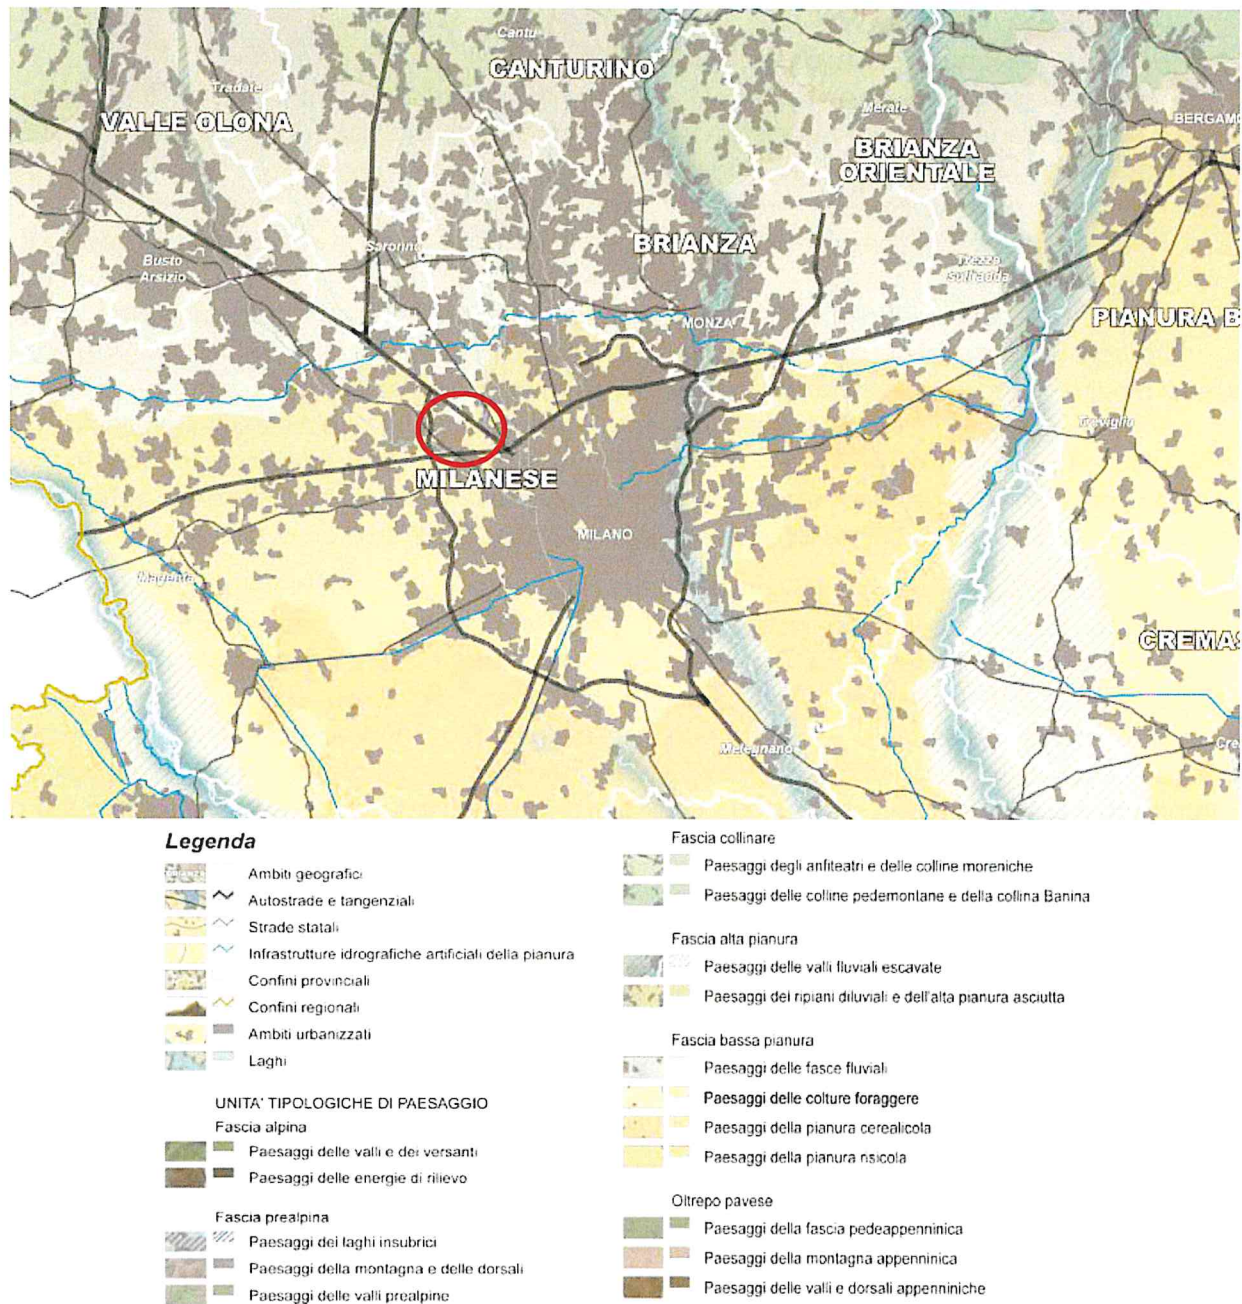 Cantu
CANTURINO
Tradate
VALLE OLONA
Merate
BERGAMO
BRIANZA
ORIENTALE
BRIANZA
Busto
Arsizio
Trezzo
sull'adda
MONZA
PIANURA B
Treviglio
MILANESE
MILANO
Magenta
CREMAS
Melegnano
Cre
Legenda
Ambiti geografici
Autostrade e tangenziali
Strade statali
Infrastrutture idrografiche artificiali della pianura
Confini provinciali
Confini regionali
Ambiti urbanizzati
Laghi
UNITA' TIPOLOGICHE DI PAESAGGIO
Fascia alpina
Paesaggi delle valli e dei versanti
Paesaggi delle energie di rilievo
Fascia prealpina
Paesaggi dei laghi insubrici
Paesaggi della montagna e delle dorsali
Paesaggi delle valli prealpine
Fascia collinare
Paesaggi degli anfiteatri e delle colline moreniche
Paesaggi delle colline pedemontane e della collina Banina
Fascia alta pianura
Paesaggi delle valli fluviali escavate
Paesaggi dei ripiani diluviali e dell'alta pianura asciutta
Fascia bassa pianura
Paesaggi delle fasce fluviali
Paesaggi delle colture foraggere
Paesaggi della pianura cerealicola
Paesaggi della pianura risicola
Oltrepo pavese
Paesaggi della fascia pedeappenninica
Paesaggi della montagna appenninica
Paesaggi delle valli e dorsali appenniniche